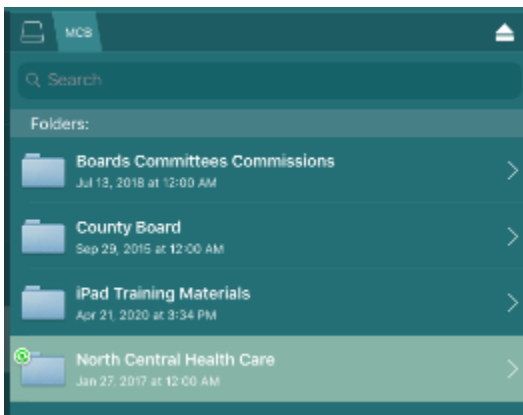 MCB
Search
Folders:
Boards Committees Commissions
Jul 13, 2018 at 12:00 AM
County Board
Sep 29, 2015 at 12:00 AM
iPad Training Materials
Apr 21, 2020 at 3:34 PM
North Central Health Care
Jan 27, 2017 at 12:00 AM